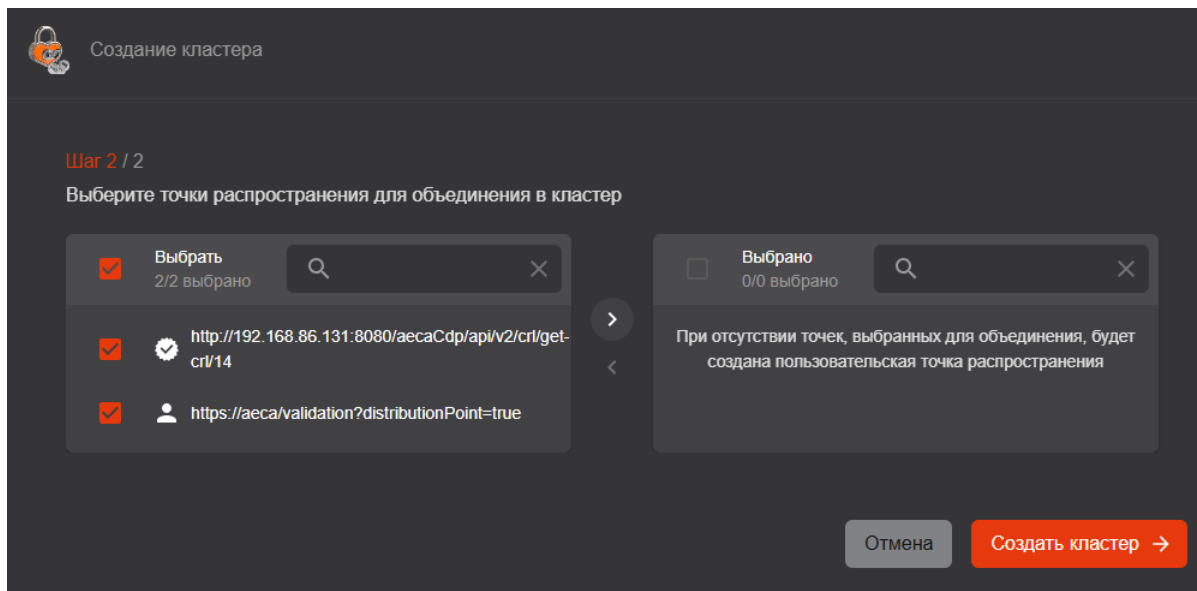 Создание кластера
Шаг 2 / 2
Выберите точки распространения для объединения в кластер
Выбрать
2/2 выбрано
http://192.168.86.131:8080/aecaCdp/api/v2/crl/get-
crl/14
https://aeca/validation?distributionPoint=true
Выбрано
0/0 выбрано
При отсутствии точек, выбранных для объединения, будет
создана пользовательская точка распространения
Отмена
Создать кластер